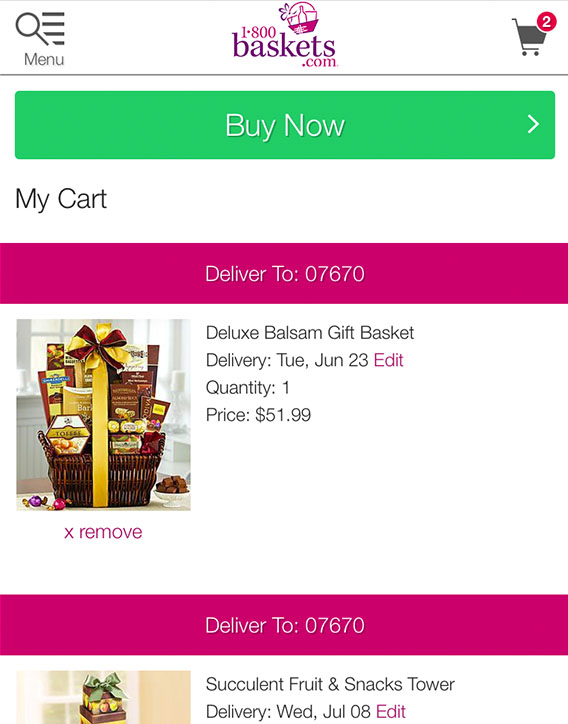 Menu
1·800
baskets
.com
2
Buy Now
My Cart
Deliver To: 07670
Deluxe Balsam Gift Basket
Delivery: Tue, Jun 23 Edit
Quantity: 1
Price: $51.99
TOFFEE
x remove
Deliver To: 07670
Succulent Fruit & Snacks Tower
Delivery: Wed, Jul 08 Edit